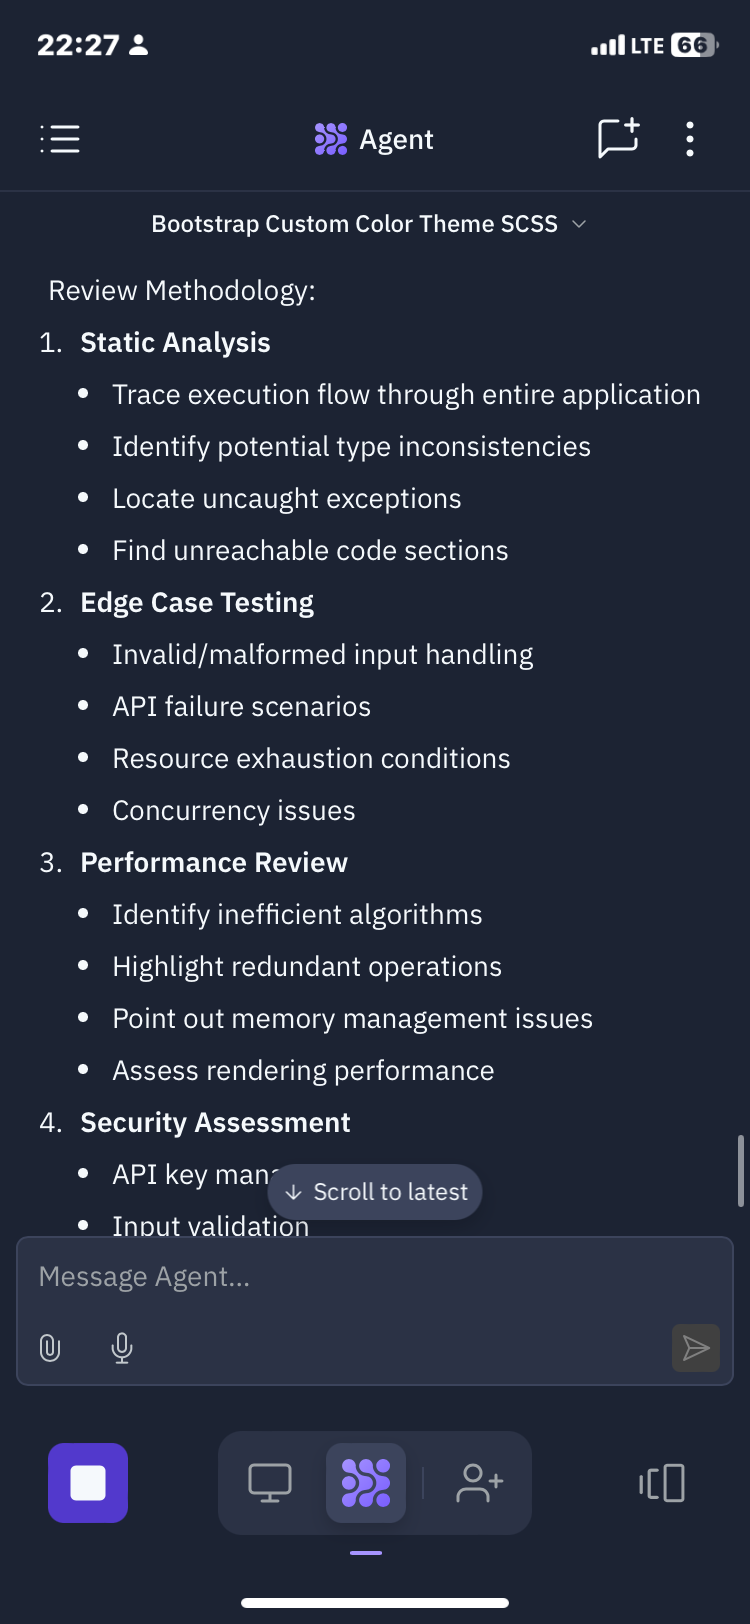 22:27
LTE 66
Agent
Bootstrap Custom Color Theme SCSS
Review Methodology:
1. Static Analysis
• Trace execution flow through entire application
• Identify potential type inconsistencies
• Locate uncaught exceptions
• Find unreachable code sections
2. Edge Case Testing
• Invalid/malformed input handling
• API failure scenarios
• Resource exhaustion conditions
• Concurrency issues
3. Performance Review
• Identify inefficient algorithms
• Highlight redundant operations
• Point out memory management issues
• Assess rendering performance
4. Security Assessment
• API key
↓ Scroll to latest
• Input validation
Message Agent...